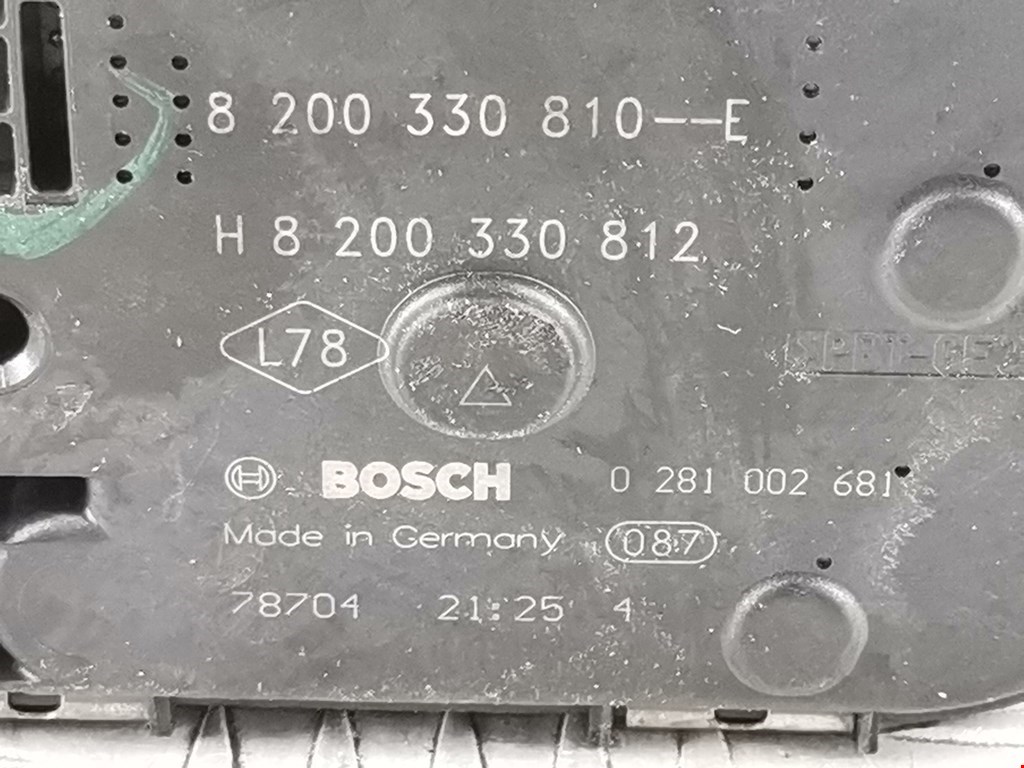 8 200 330 810--E
H 8 200 330 812
L78
BOSCH 0 281 002 681
Made in Germany 087
78704 21:25 4